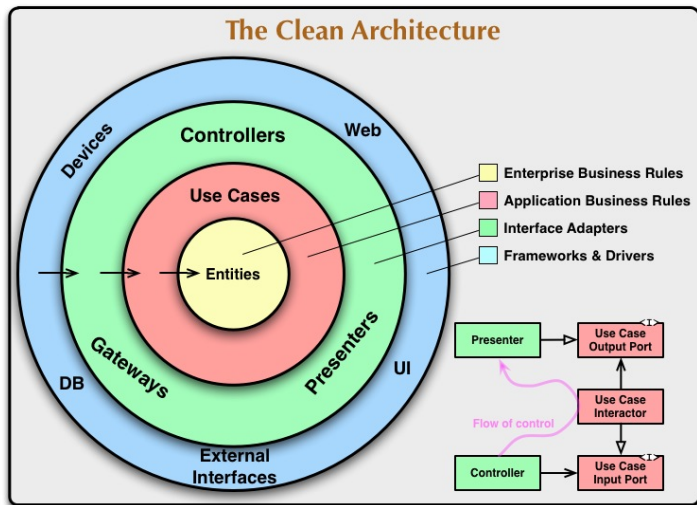 The Clean Architecture
Devices
Web
Controllers
Use Cases
Entities
Gateways
Presenters
DB
UI
External
Interfaces
Enterprise Business Rules
Application Business Rules
Interface Adapters
Frameworks & Drivers
Presenter
<I>
Use Case
Output Port
Use Case
Interactor
Flow of control
Controller
<I>
Use Case
Input Port